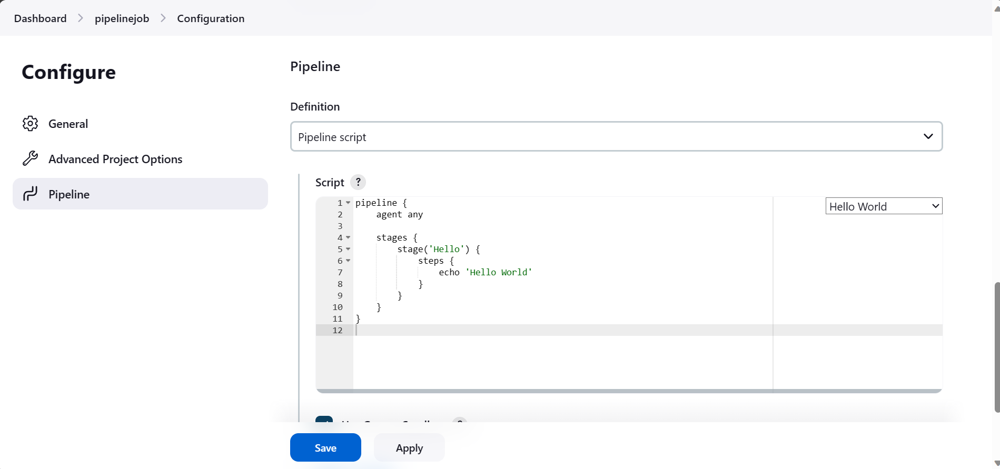 Dashboard > pipelinejob > Configuration
Configure
General
Advanced Project Options
Pipeline
Pipeline
Definition
Pipeline script
Script ?
Hello World
1 pipeline {
2     agent any
3
4     stages {
5         stage('Hello') {
6             steps {
7                 echo 'Hello World'
8             }
9         }
10     }
11 }
12
Save
Apply